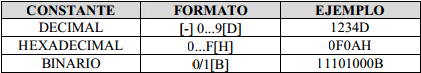 CONSTANTE FORMATO EJEMPLO
DECIMAL [-] 0...9[D] 1234D
HEXADECIMAL 0...F[H] 0F0AH
BINARIO 0/1[B] 11101000B